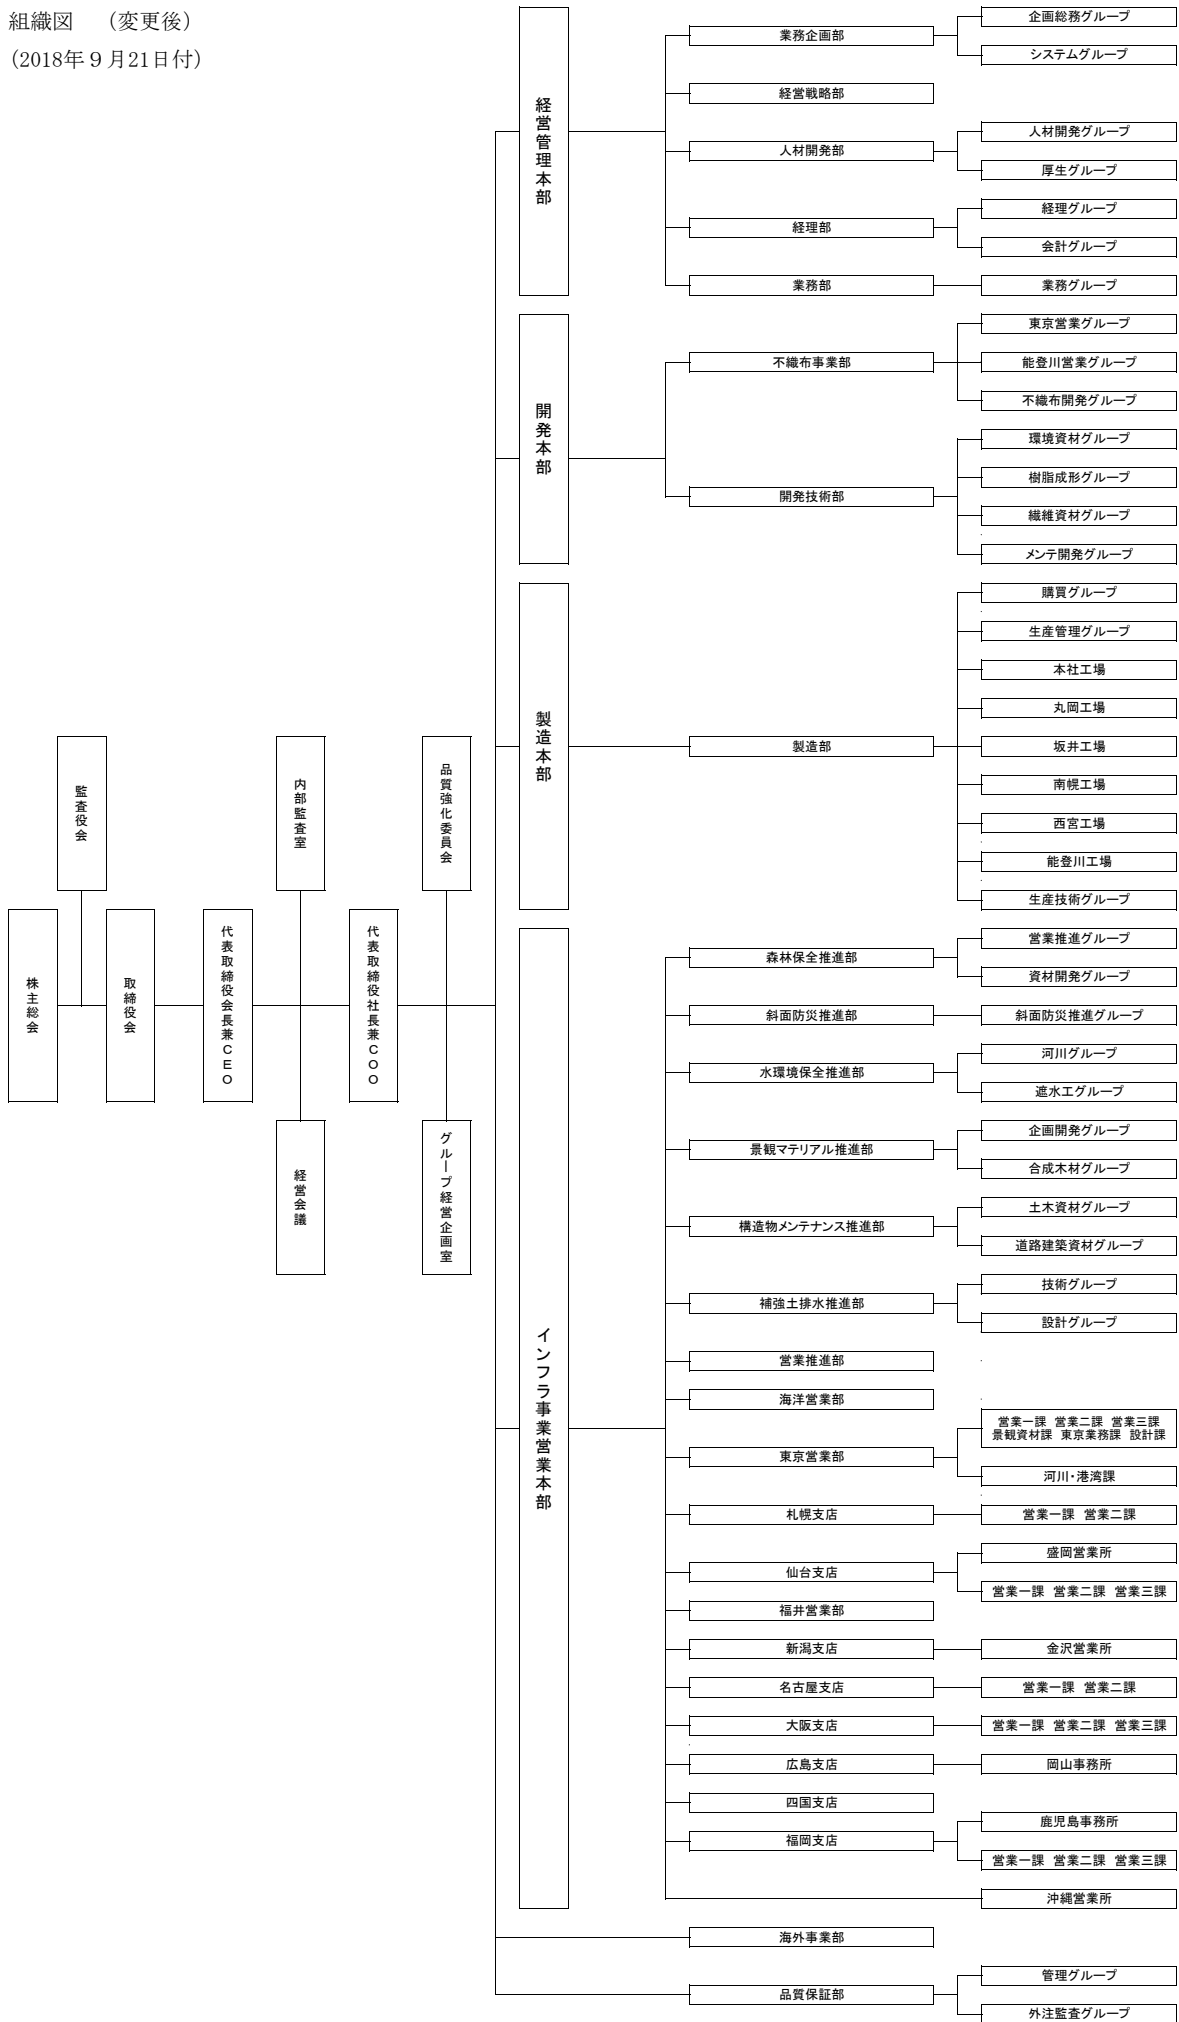 組織図　（変更後）
（2018年９月21日付）
株主総会
監査役会
取締役会
代表取締役会長兼ＣＥＯ
内部監査室
経営会議
代表取締役社長兼ＣＯＯ
品質強化委員会
グループ経営企画室
経営管理本部
業務企画部
企画総務グループ
システムグループ
経営戦略部
人材開発部
人材開発グループ
厚生グループ
経理部
経理グループ
会計グループ
業務部
業務グループ
開発本部
不織布事業部
東京営業グループ
能登川営業グループ
不織布開発グループ
開発技術部
環境資材グループ
樹脂成形グループ
繊維資材グループ
メンテ開発グループ
製造本部
製造部
購買グループ
生産管理グループ
本社工場
丸岡工場
坂井工場
南幌工場
西宮工場
能登川工場
生産技術グループ
インフラ事業営業本部
森林保全推進部
営業推進グループ
資材開発グループ
斜面防災推進部
斜面防災推進グループ
水環境保全推進部
河川グループ
遮水工グループ
景観マテリアル推進部
企画開発グループ
合成木材グループ
構造物メンテナンス推進部
土木資材グループ
道路建築資材グループ
補強土排水推進部
技術グループ
設計グループ
営業推進部
海洋営業部
東京営業部
営業一課 営業二課 営業三課
景観資材課 東京業務課 設計課
河川・港湾課
札幌支店
営業一課 営業二課
仙台支店
盛岡営業所
営業一課 営業二課 営業三課
福井営業部
新潟支店
金沢営業所
名古屋支店
営業一課 営業二課
大阪支店
営業一課 営業二課 営業三課
広島支店
岡山事務所
四国支店
福岡支店
鹿児島事務所
営業一課 営業二課 営業三課
沖縄営業所
海外事業部
品質保証部
管理グループ
外注監査グループ